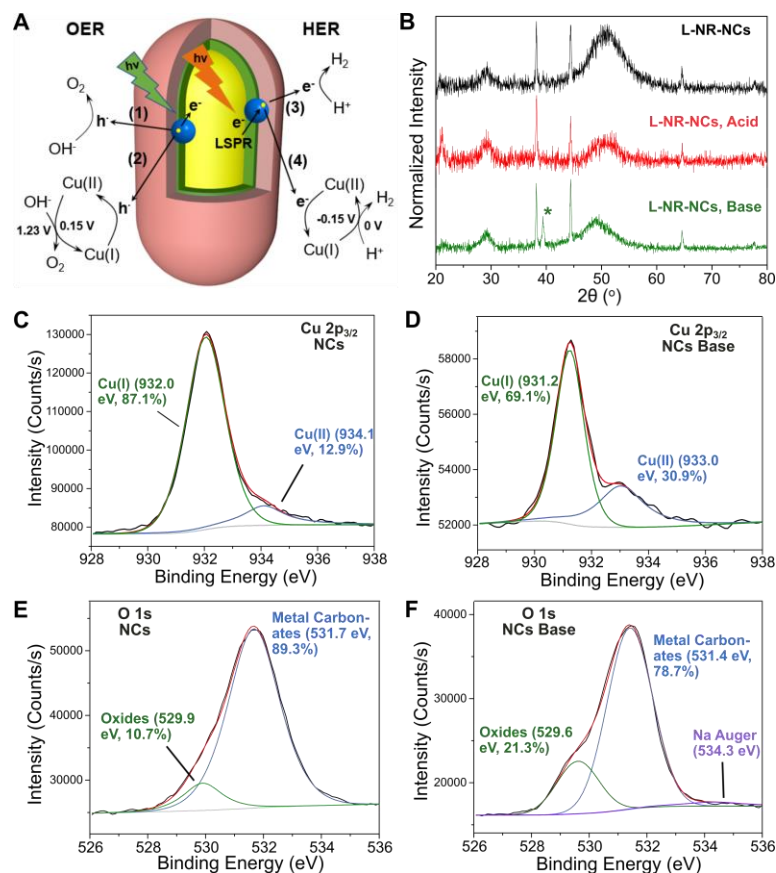 A
OER
HER
hν
hν
O2
H2
(1)
e-
e-
(3)
h-
e-
H+
OH-
(2)
LSPR
(4)
Cu(II)
OH-
h-
e-
Cu(II)
H2
1.23 V
0.15 V
-0.15 V
0 V
O2
Cu(I)
Cu(I)
H+
B
Normalized Intensity
L-NR-NCs
L-NR-NCs, Acid
L-NR-NCs, Base
*
20 30 40 50 60 70 80
2θ (o)
C
Intensity (Counts/s)
130000
120000
110000
100000
90000
80000
Cu 2p3/2
NCs
Cu(I) (932.0
eV, 87.1%)
Cu(II) (934.1
eV, 12.9%)
928 930 932 934 936 938
Binding Energy (eV)
D
Intensity (Counts/s)
58000
56000
54000
52000
Cu 2p3/2
NCs Base
Cu(I) (931.2 eV
69.1%)
Cu(II) (933.0
eV, 30.9%)
928 930 932 934 936 938
Binding Energy (eV)
E
Intensity (Counts/s)
50000
40000
30000
O 1s
NCs
Metal Carbon-
ates (531.7 eV,
89.3%)
Oxides (529.9
eV, 10.7%)
526 528 530 532 534 536
Binding Energy (eV)
F
Intensity (Counts/s)
40000
30000
20000
O 1s
NCs Base
Metal Carbon-
ates (531.4 eV,
78.7%)
Oxides (529.6
eV, 21.3%)
Na Auger
(534.3 eV)
526 528 530 532 534 536
Binding Energy (eV)